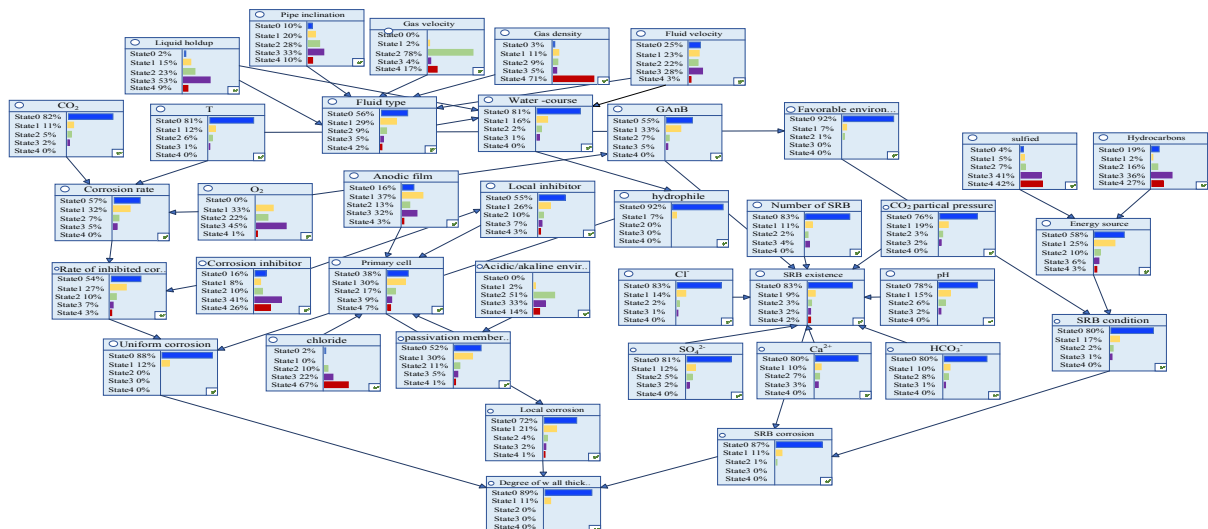 Pipe inclination
State0 10%
State1 20%
State2 28%
State3 33%
State4 10%
Gas velocity
State0 0%
State1 2%
State2 78%
State3 4%
State4 17%
Gas density
State0 3%
State1 11%
State2 9%
State3 5%
State4 71%
Fluid velocity
State0 25%
State1 23%
State2 22%
State3 28%
State4 3%
Liquid holdup
State0 2%
State1 15%
State2 23%
State3 53%
State4 9%
CO₂
State0 82%
State1 11%
State2 5%
State3 2%
State4 0%
T
State0 81%
State1 12%
State2 6%
State3 1%
State4 0%
Fluid type
State0 56%
State1 29%
State2 9%
State3 5%
State4 2%
Water -course
State0 81%
State1 16%
State2 2%
State3 1%
State4 0%
GAnB
State0 55%
State1 33%
State2 7%
State3 5%
State4 0%
Favorable environ...
State0 92%
State1 7%
State2 1%
State3 0%
State4 0%
sulfied
State0 4%
State1 5%
State2 7%
State3 41%
State4 42%
Hydrocarbons
State0 19%
State1 2%
State2 16%
State3 36%
State4 27%
Corrosion rate
State0 57%
State1 32%
State2 7%
State3 5%
State4 0%
O₂
State0 0%
State1 33%
State2 22%
State3 45%
State4 1%
Anodic film
State0 16%
State1 37%
State2 13%
State3 32%
State4 3%
Local inhibitor
State0 55%
State1 26%
State2 10%
State3 7%
State4 3%
hydrophile
State0 92%
State1 7%
State2 0%
State3 0%
State4 0%
Number of SRB
State0 83%
State1 11%
State2 2%
State3 4%
State4 0%
CO₂ partical pressure
State0 76%
State1 19%
State2 3%
State3 2%
State4 0%
Energy source
State0 58%
State1 25%
State2 10%
State3 6%
State4 3%
Rate of inhibited cor...
State0 54%
State1 27%
State2 10%
State3 7%
State4 3%
Corrosion inhibitor
State0 16%
State1 8%
State2 10%
State3 41%
State4 26%
Primary cell
State0 38%
State1 30%
State2 17%
State3 9%
State4 7%
Acidic/akaline envir...
State0 0%
State1 2%
State2 51%
State3 33%
State4 14%
Cl⁻
State0 83%
State1 14%
State2 2%
State3 1%
State4 0%
SRB existence
State0 83%
State1 9%
State2 3%
State3 2%
State4 2%
pH
State0 78%
State1 15%
State2 6%
State3 2%
State4 0%
SRB condition
State0 80%
State1 17%
State2 2%
State3 1%
State4 0%
Uniform corrosion
State0 88%
State1 12%
State2 0%
State3 0%
State4 0%
chloride
State0 2%
State1 0%
State2 10%
State3 22%
State4 67%
passivation member..
State0 52%
State1 30%
State2 11%
State3 5%
State4 1%
SO₄²⁻
State0 81%
State1 12%
State2 5%
State3 2%
State4 0%
Ca²⁺
State0 80%
State1 10%
State2 7%
State3 3%
State4 0%
HCO₃⁻
State0 80%
State1 10%
State2 8%
State3 1%
State4 0%
Local corrosion
State0 72%
State1 21%
State2 4%
State3 2%
State4 1%
SRB corrosion
State0 87%
State1 11%
State2 1%
State3 0%
State4 0%
Degree of w all thick..
State0 89%
State1 11%
State2 0%
State3 0%
State4 0%